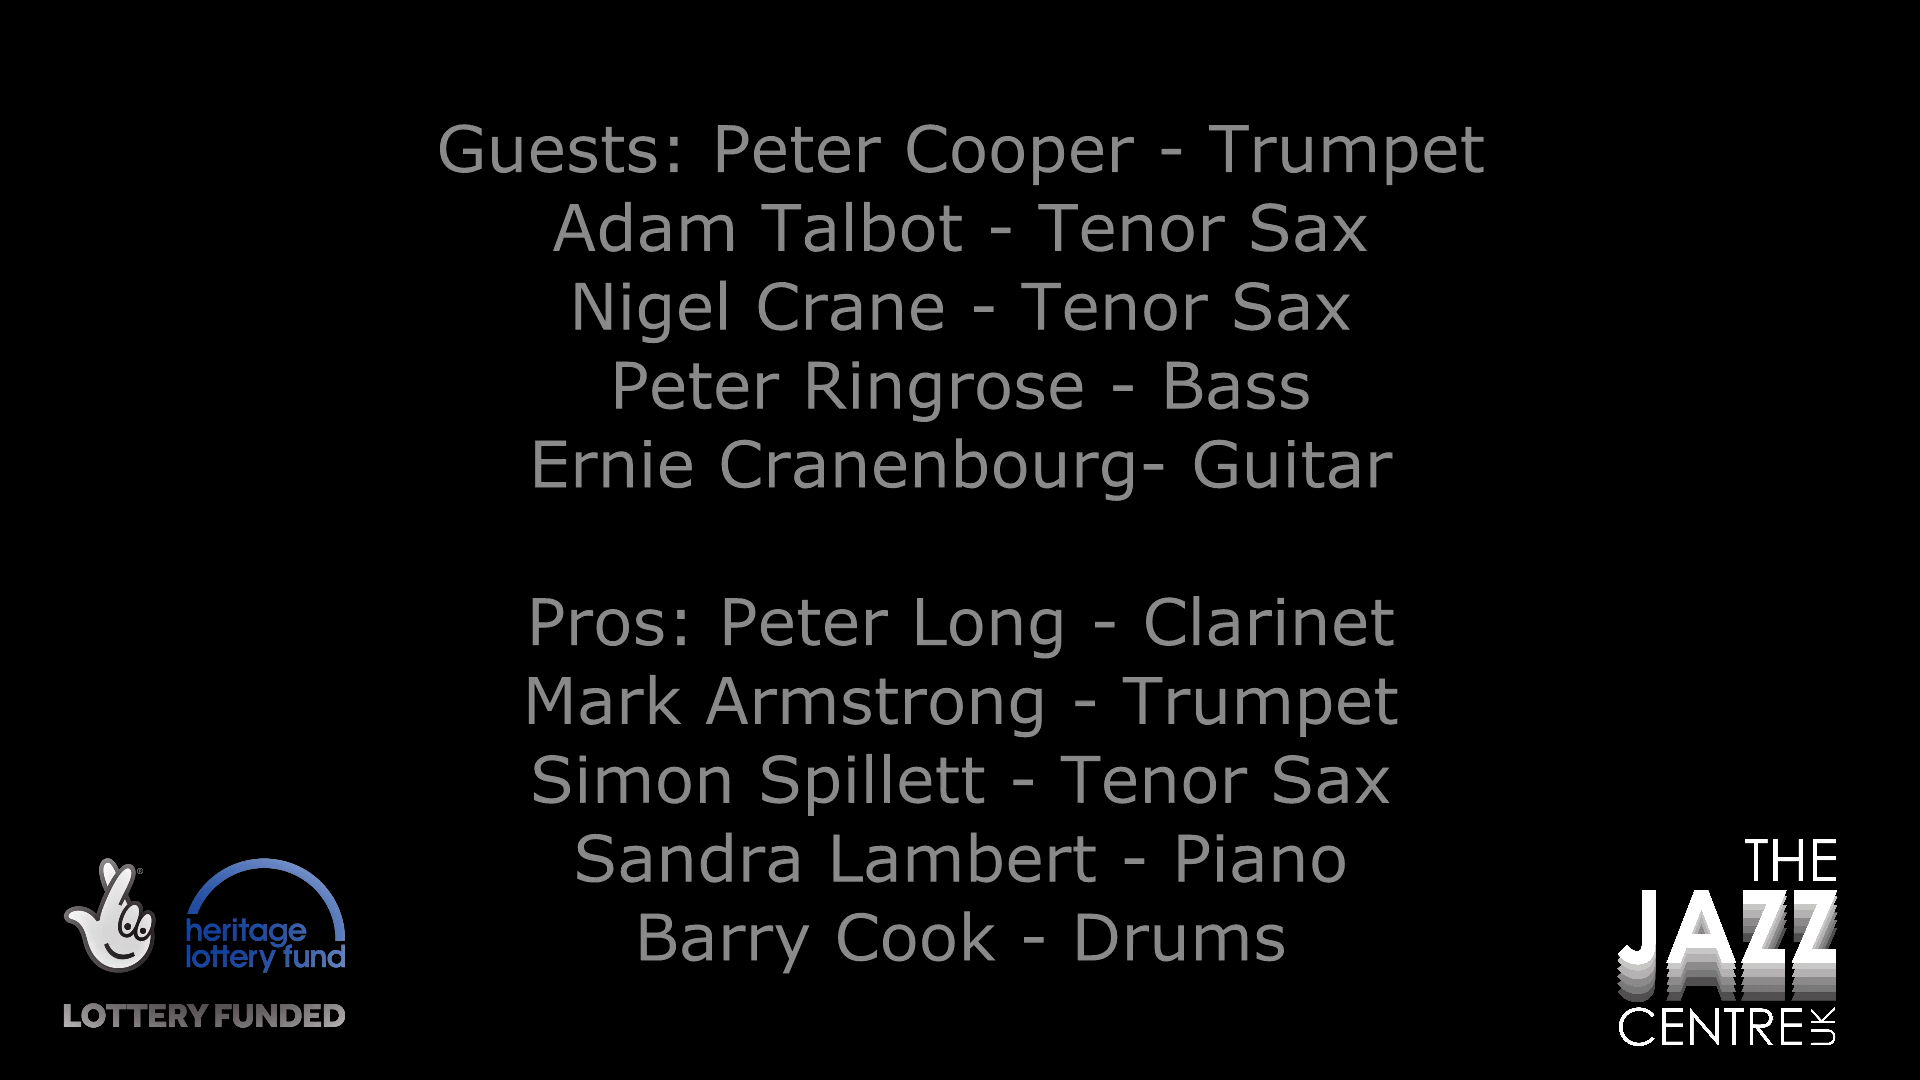 Guests: Peter Cooper - Trumpet
Adam Talbot - Tenor Sax
Nigel Crane - Tenor Sax
Peter Ringrose - Bass
Ernie Cranenbourg- Guitar
Pros: Peter Long - Clarinet
Mark Armstrong - Trumpet
Simon Spillett - Tenor Sax
Sandra Lambert - Piano
Barry Cook - Drums
heritage
lottery fund
LOTTERY FUNDED
THE
JAZZ
CENTRE UK